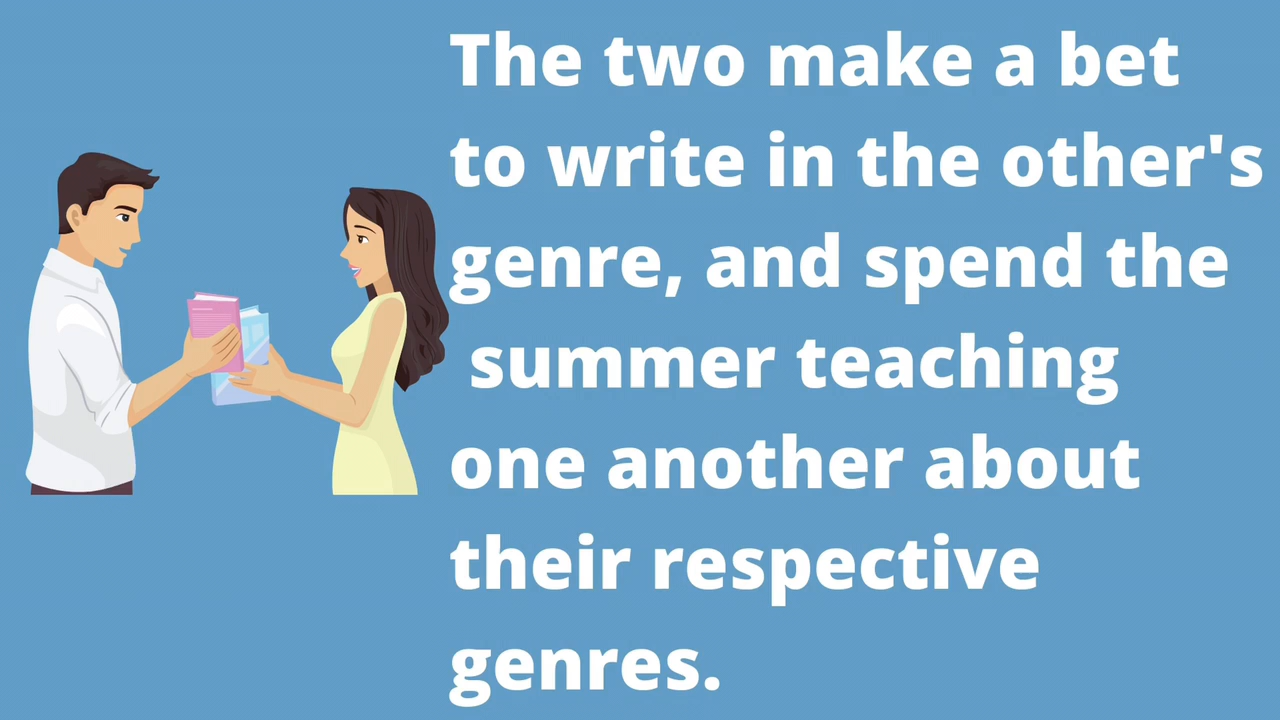 The two make a bet
to write in the other's
genre, and spend the
summer teaching
one another about
their respective
genres.